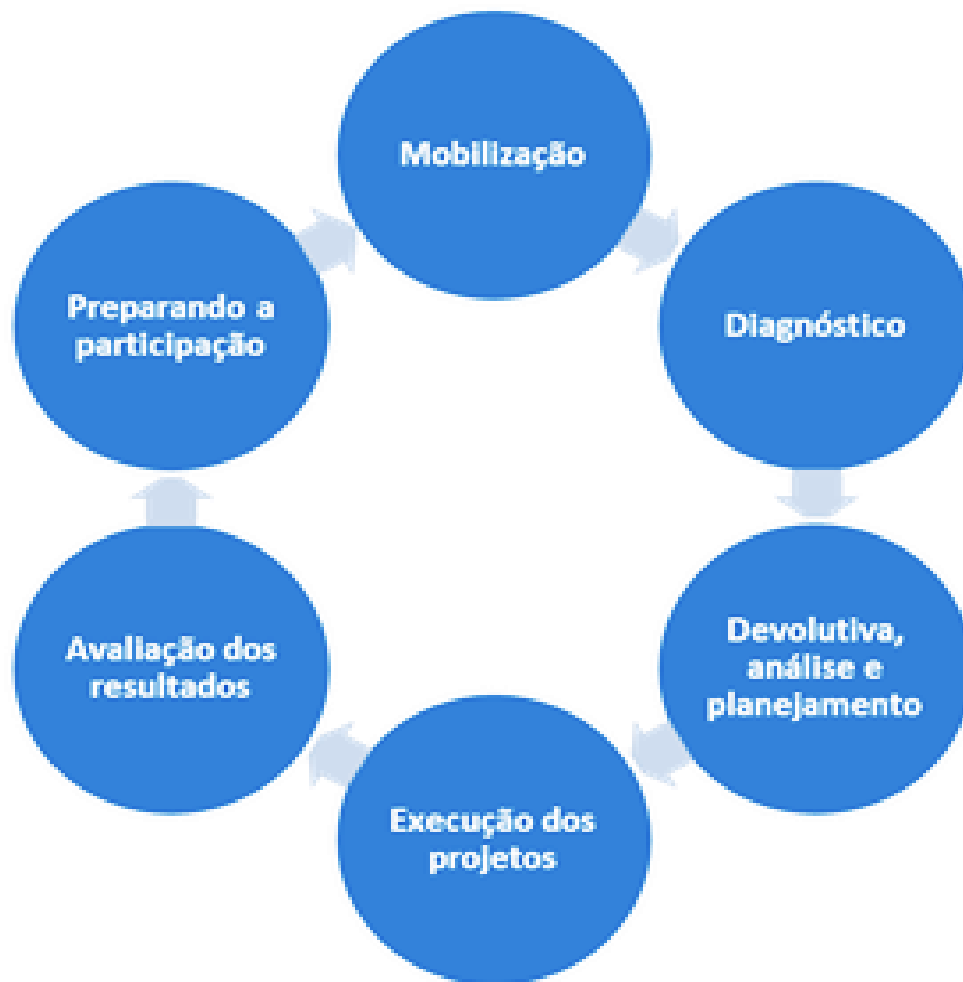 Mobilização
Diagnóstico
Devolutiva,
análise e
planejamento
Execução dos
projetos
Avaliação dos
resultados
Preparando a
participação